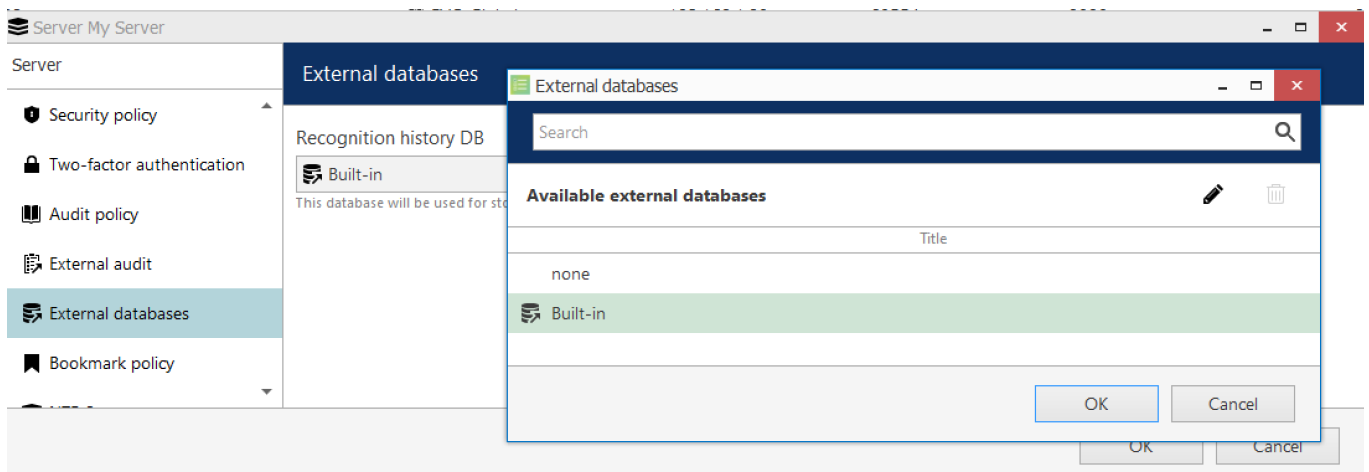 Server My Server
Server
Security policy
Two-factor authentication
Audit policy
External audit
External databases
Bookmark policy
External databases
Recognition history DB
Built-in
This database will be used for
External databases
Search
Available external databases
Title
none
Built-in
OK
Cancel
OK
Cancel